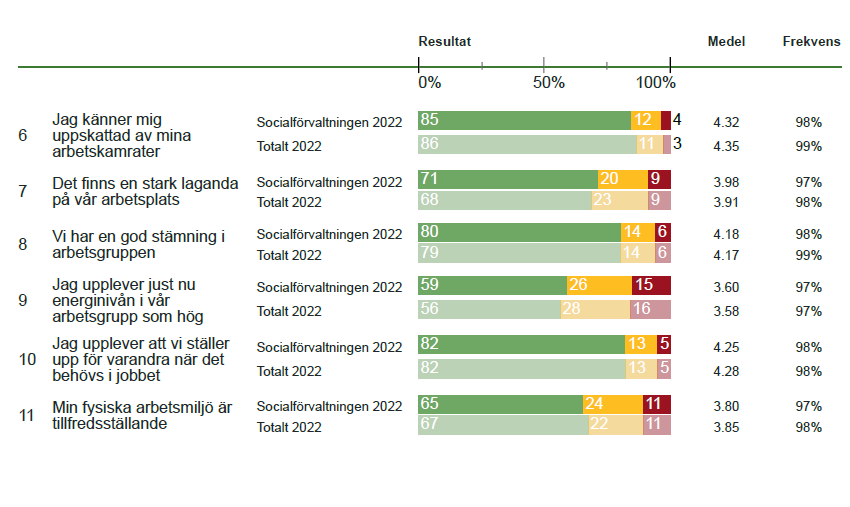 Resultat Medel Frekvens
0% 50% 100%
6 Jag känner mig uppskattad av mina arbetskamrater
Socialförvaltningen 2022 85 12 4 4.32 98%
Totalt 2022 86 11 3 4.35 99%
7 Det finns en stark laganda på vår arbetsplats
Socialförvaltningen 2022 71 20 9 3.98 97%
Totalt 2022 68 23 9 3.91 98%
8 Vi har en god stämning i arbetsgruppen
Socialförvaltningen 2022 80 14 6 4.18 98%
Totalt 2022 79 14 6 4.17 99%
9 Jag upplever just nu energinivån i vår arbetsgrupp som hög
Socialförvaltningen 2022 59 26 15 3.60 97%
Totalt 2022 56 28 16 3.58 97%
10 Jag upplever att vi ställer upp för varandra när det behövs i jobbet
Socialförvaltningen 2022 82 13 5 4.25 98%
Totalt 2022 82 13 5 4.28 98%
11 Min fysiska arbetsmiljö är tillfredsställande
Socialförvaltningen 2022 65 24 11 3.80 97%
Totalt 2022 67 22 11 3.85 98%